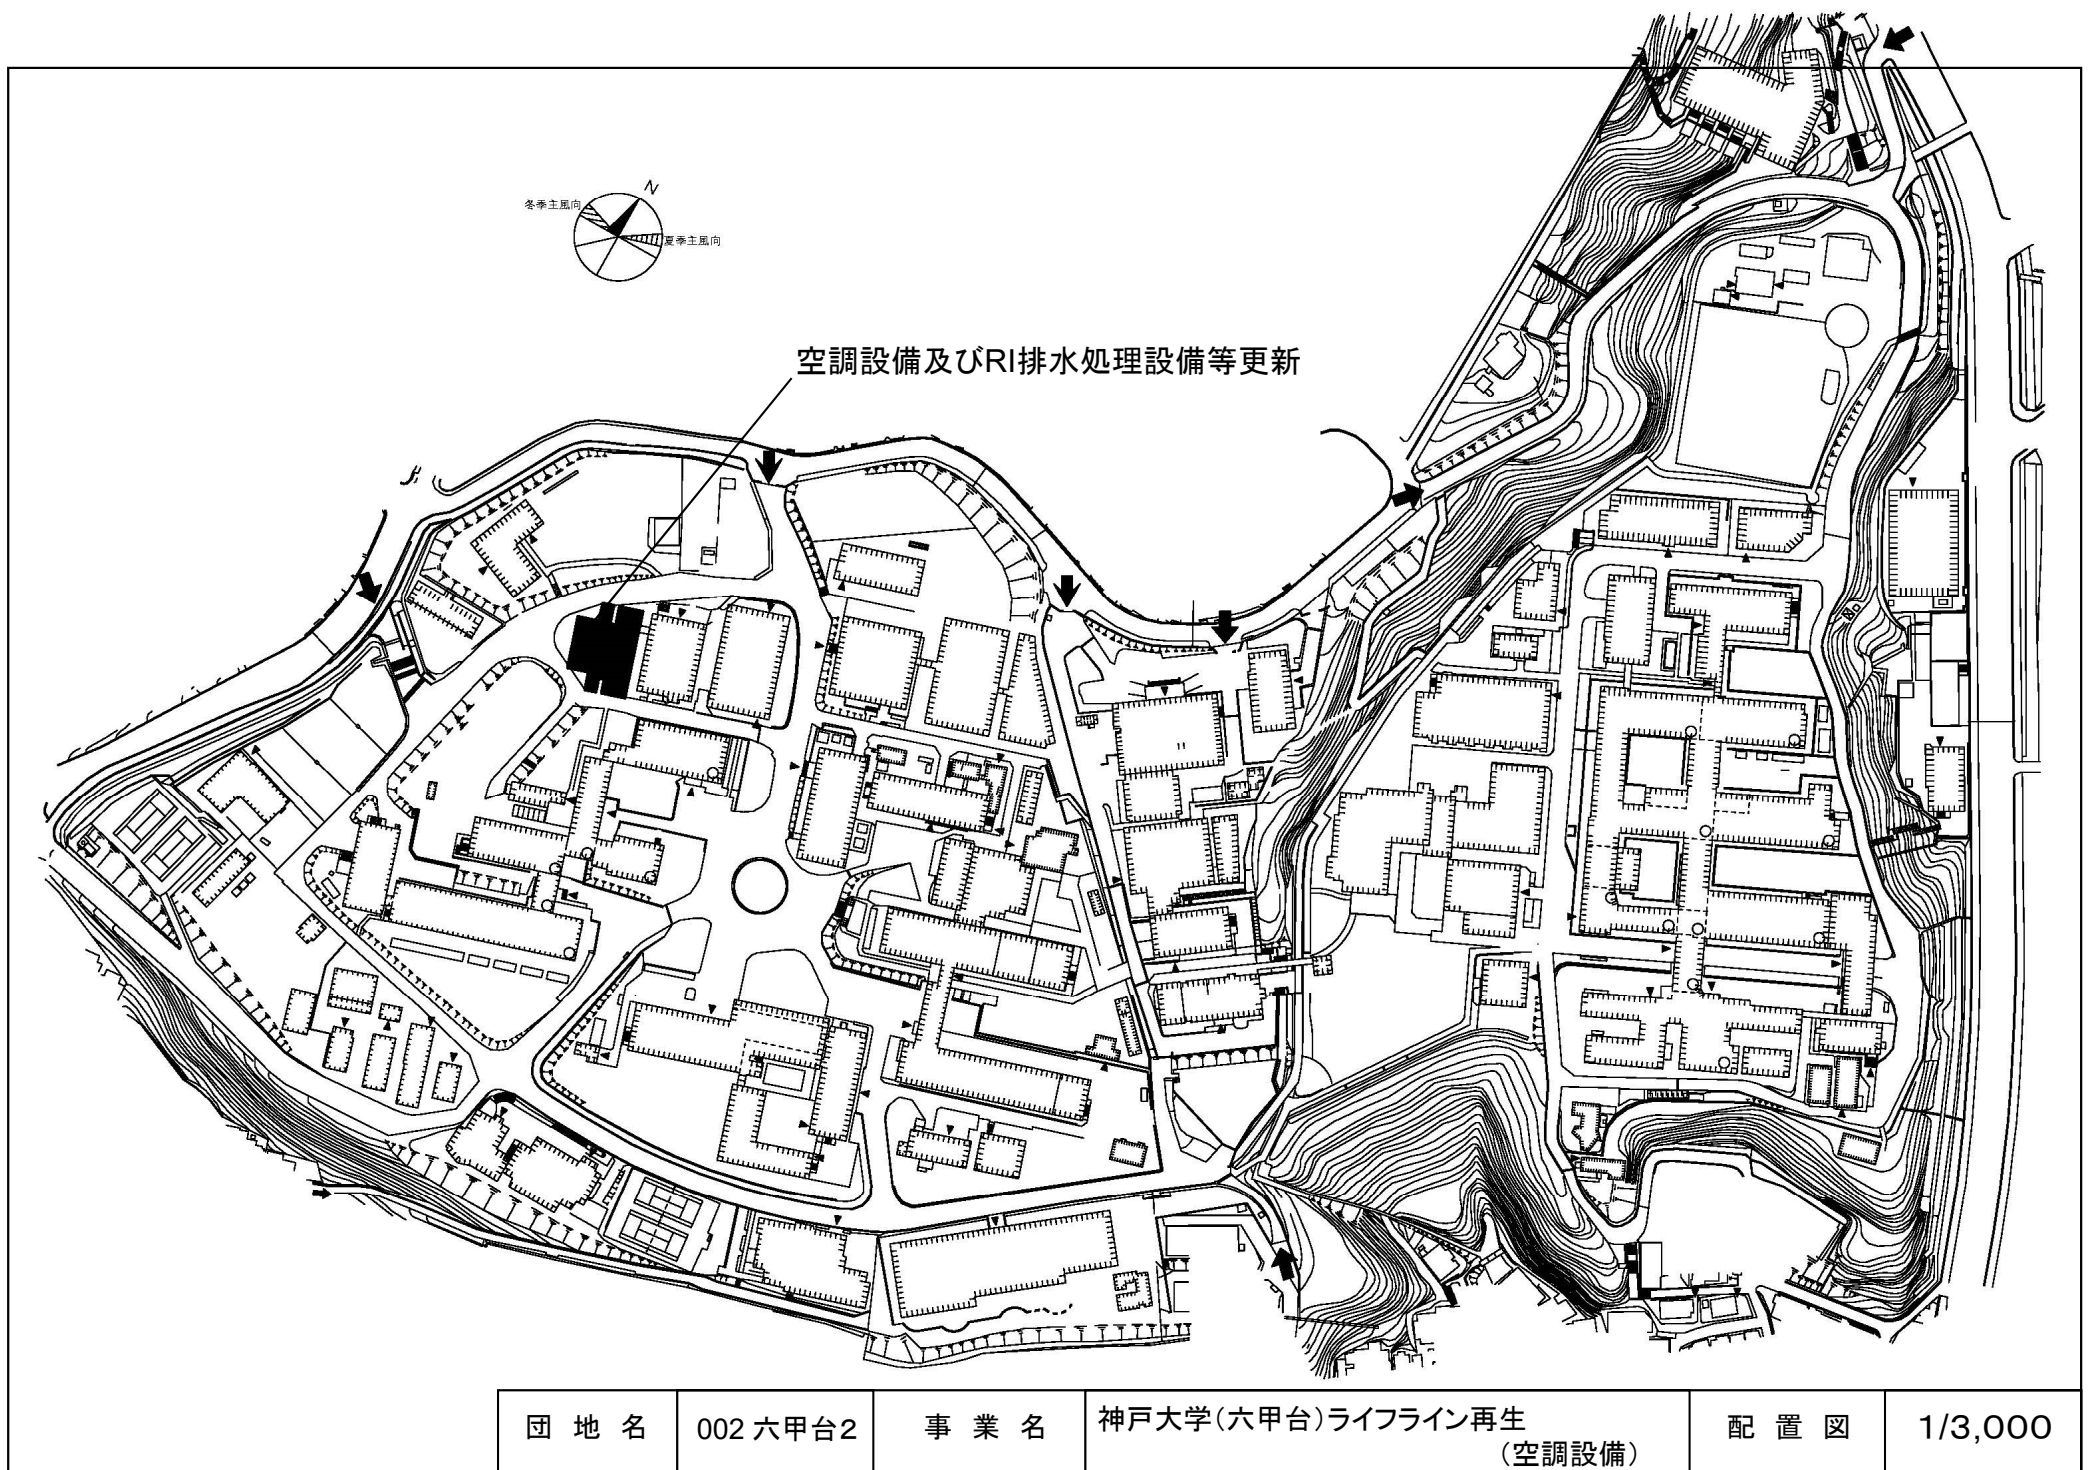 N
冬季主風向
夏季主風向
空調設備及びRI排水処理設備等更新
団 地 名
002 六甲台2
事 業 名
神戸大学(六甲台)ライフライン再生
(空調設備)
配 置 図
1/3,000